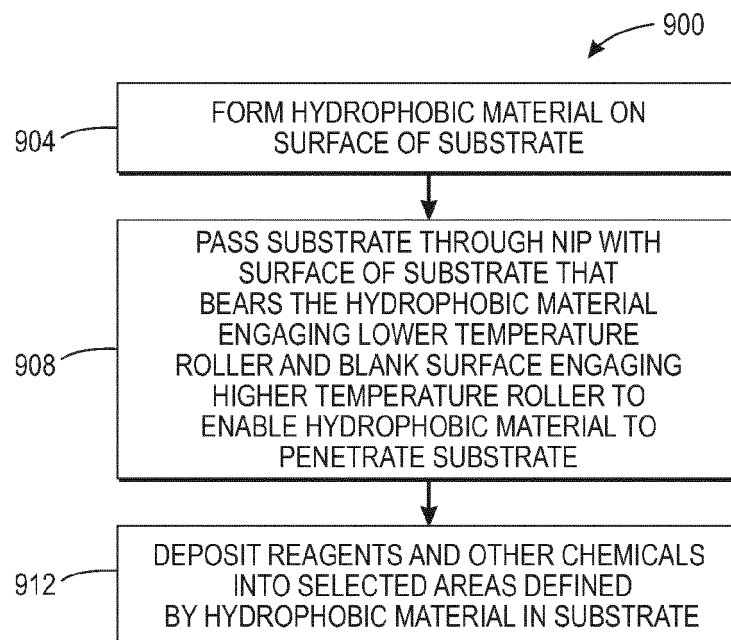 900
904
FORM HYDROPHOBIC MATERIAL ON
SURFACE OF SUBSTRATE
908
PASS SUBSTRATE THROUGH NIP WITH
SURFACE OF SUBSTRATE THAT
BEARS THE HYDROPHOBIC MATERIAL
ENGAGING LOWER TEMPERATURE
ROLLER AND BLANK SURFACE ENGAGING
HIGHER TEMPERATURE ROLLER TO
ENABLE HYDROPHOBIC MATERIAL TO
PENETRATE SUBSTRATE
912
DEPOSIT REAGENTS AND OTHER CHEMICALS
INTO SELECTED AREAS DEFINED
BY HYDROPHOBIC MATERIAL IN SUBSTRATE